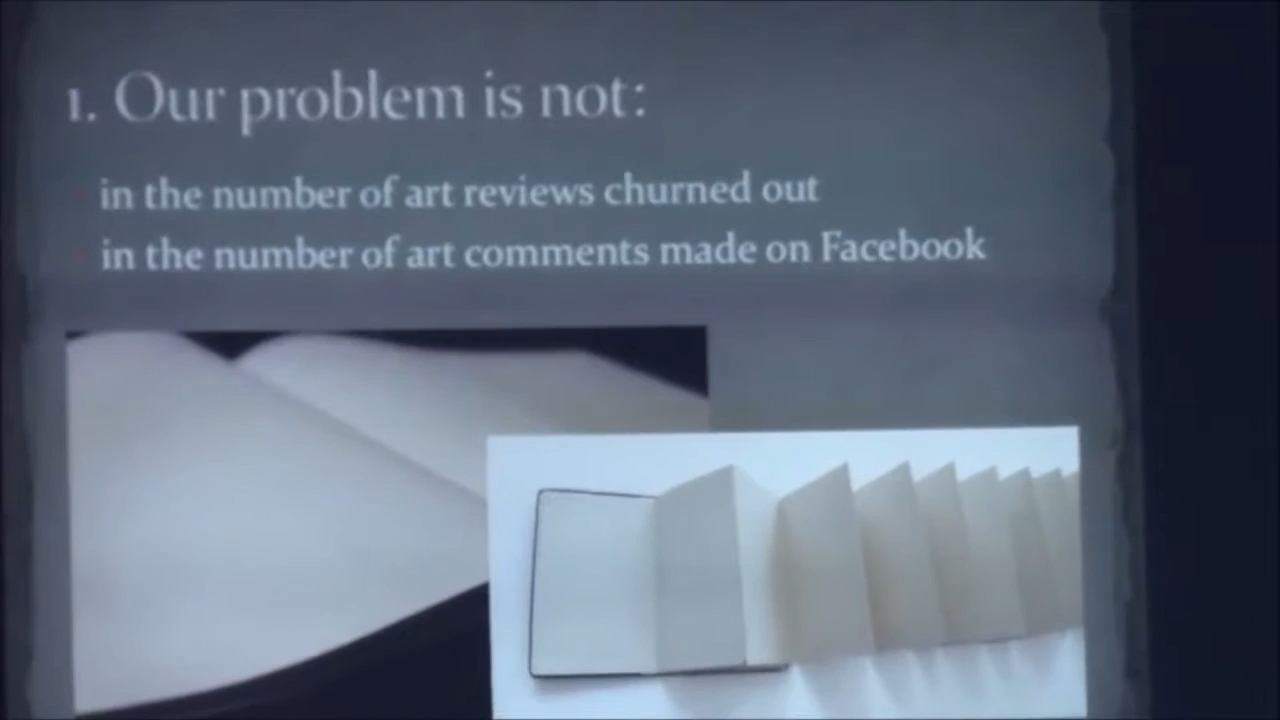 1. Our problem is not:
in the number of art reviews churned out
in the number of art comments made on Facebook